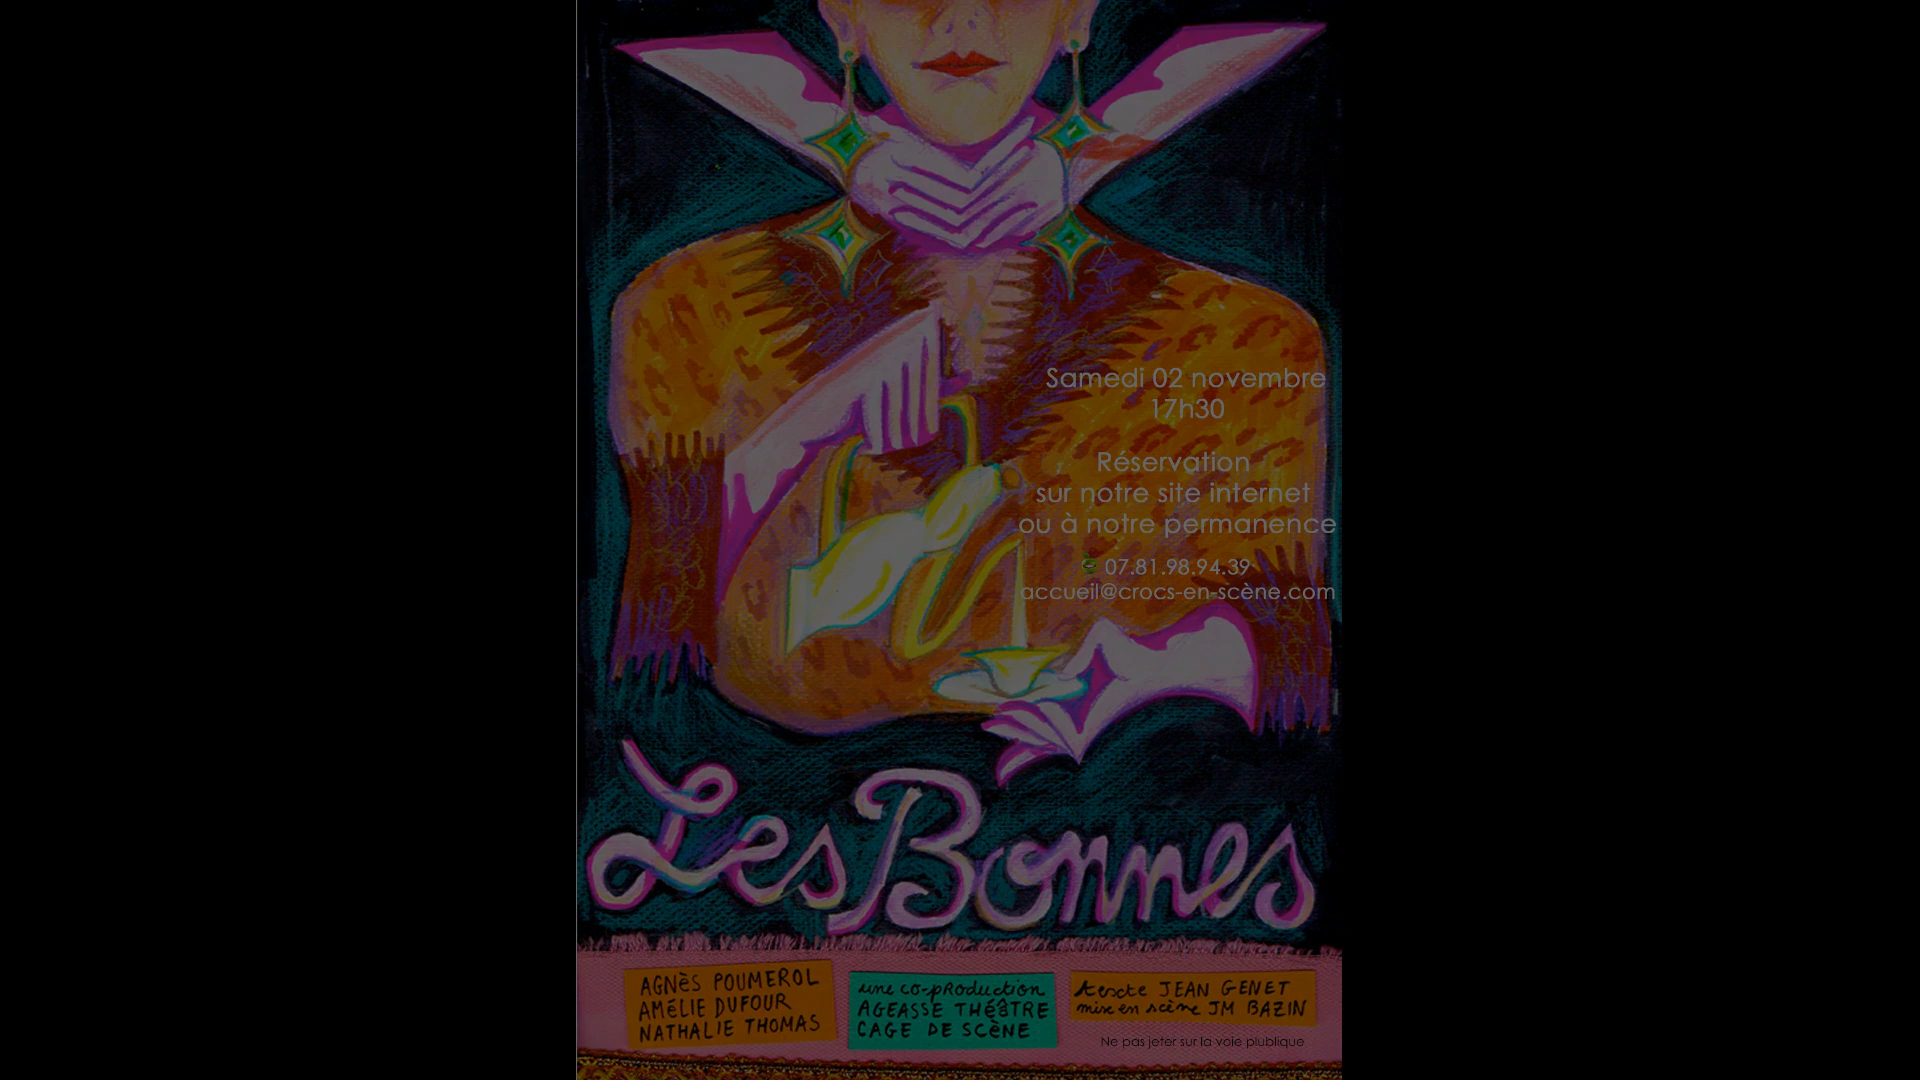 Samedi 02 novembre
17h30
Réservation
sur notre site internet
ou à notre permanence
07.81.98.94.39
accueil@crocs-en-scène.com
Les Bonnes
AGNèS POUMEROL
AMéLIE DUFOUR
NATHALIE THOMAS
une co-pRoduction
AGEASSE THéâTRE
CAGE DE SCèNE
texte JEAN GENET
mise en scène JM BAZIN
Ne pas jeter sur la voie plublique